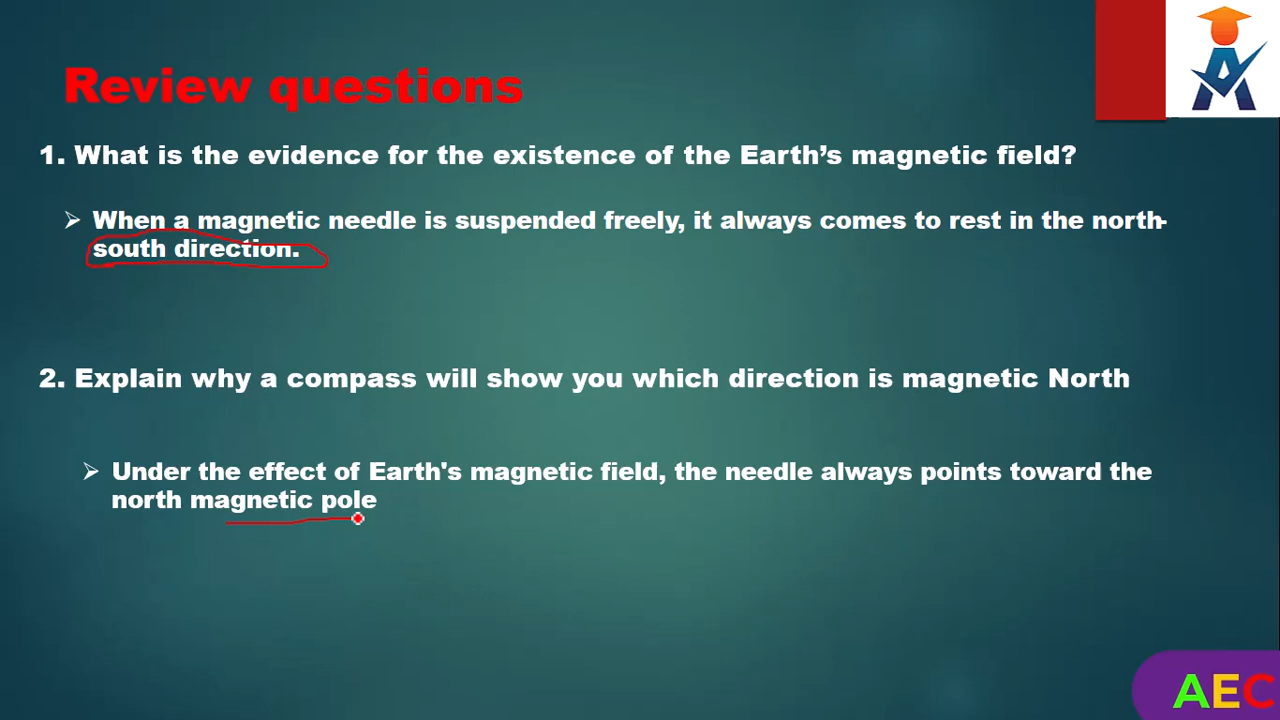 Review questions
1. What is the evidence for the existence of the Earth’s magnetic field?
➢ When a magnetic needle is suspended freely, it always comes to rest in the north-
south direction.
2. Explain why a compass will show you which direction is magnetic North
➢ Under the effect of Earth's magnetic field, the needle always points toward the
north magnetic pole
AEC